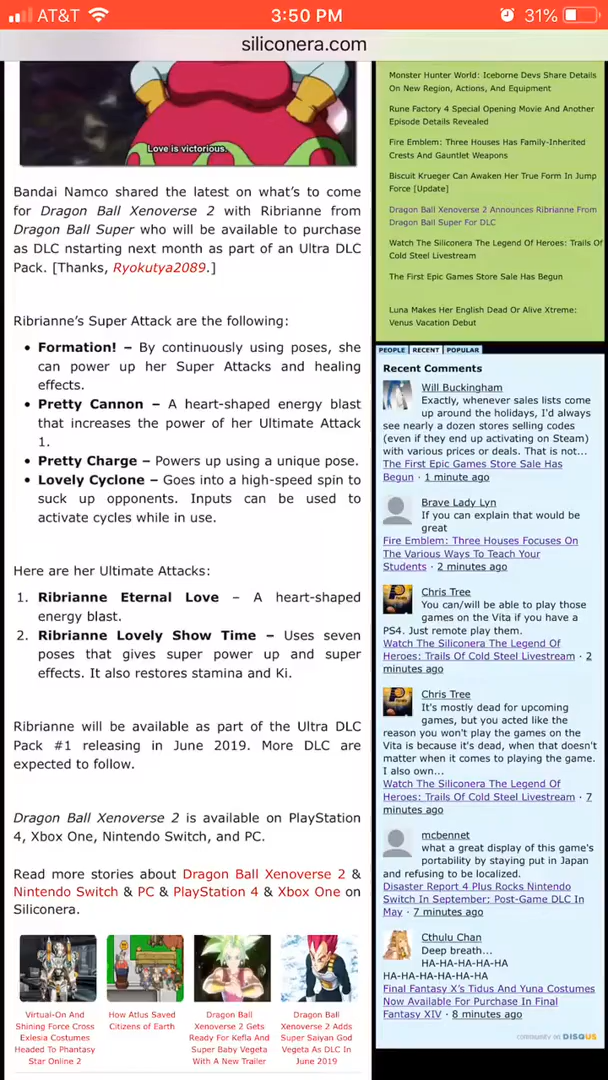 AT&T 3:50 PM 31%
siliconera.com
Love is victorious.
Bandai Namco shared the latest on what's to come
for Dragon Ball Xenoverse 2 with Ribrianne from
Dragon Ball Super who will be available to purchase
as DLC nstarting next month as part of an Ultra DLC
Pack. [Thanks, Ryokutya2089.]
Ribrianne's Super Attack are the following:
• Formation! – By continuously using poses, she
can power up her Super Attacks and healing
effects.
• Pretty Cannon – A heart-shaped energy blast
that increases the power of her Ultimate Attack
1.
• Pretty Charge – Powers up using a unique pose.
• Lovely Cyclone – Goes into a high-speed spin to
suck up opponents. Inputs can be used to
activate cycles while in use.
Here are her Ultimate Attacks:
1. Ribrianne Eternal Love – A heart-shaped
energy blast.
2. Ribrianne Lovely Show Time – Uses seven
poses that gives super power up and super
effects. It also restores stamina and Ki.
Ribrianne will be available as part of the Ultra DLC
Pack #1 releasing in June 2019. More DLC are
expected to follow.
Dragon Ball Xenoverse 2 is available on PlayStation
4, Xbox One, Nintendo Switch, and PC.
Read more stories about Dragon Ball Xenoverse 2 &
Nintendo Switch & PC & PlayStation 4 & Xbox One on
Siliconera.
Virtual-On And
Shining Force Cross
Exlesia Costumes
Headed To Phantasy
Star Online 2
How Atlus Saved
Citizens of Earth
Dragon Ball
Xenoverse 2 Gets
Ready For Kefla And
Super Baby Vegeta
With A New Trailer
Dragon Ball
Xenoverse 2 Adds
Super Saiyan God
Vegeta As DLC In
June 2019
Monster Hunter World: Iceborne Devs Share Details
On New Region, Actions, And Equipment
Rune Factory 4 Special Opening Movie And Another
Episode Details Revealed
Fire Emblem: Three Houses Has Family-Inherited
Crests And Gauntlet Weapons
Biscuit Krueger Can Awaken Her True Form In Jump
Force [Update]
Dragon Ball Xenoverse 2 Announces Ribrianne From
Dragon Ball Super For DLC
Watch The Siliconera The Legend Of Heroes: Trails Of
Cold Steel Livestream
The First Epic Games Store Sale Has Begun
Luna Makes Her English Dead Or Alive Xtreme:
Venus Vacation Debut
PEOPLE RECENT POPULAR
Recent Comments
Will Buckingham
Exactly, whenever sales lists come
up around the holidays, I'd always
see nearly a dozen stores selling codes
(even if they end up activating on Steam)
with various prices or deals. That is not...
The First Epic Games Store Sale Has
Begun · 1 minute ago
Brave Lady Lyn
If you can explain that would be
great
Fire Emblem: Three Houses Focuses On
The Various Ways To Teach Your
Students · 2 minutes ago
Chris Tree
You can/will be able to play those
games on the Vita if you have a
PS4. Just remote play them.
Watch The Siliconera The Legend Of
Heroes: Trails Of Cold Steel Livestream · 2
minutes ago
Chris Tree
It's mostly dead for upcoming
games, but you acted like the
reason you won't play the games on the
Vita is because it's dead, when that doesn't
matter when it comes to playing the game.
I also own...
Watch The Siliconera The Legend Of
Heroes: Trails Of Cold Steel Livestream · 7
minutes ago
mcbennet
what a great display of this game's
portability by staying put in Japan
and refusing to be localized.
Disaster Report 4 Plus Rocks Nintendo
Switch In September; Post-Game DLC In
May · 7 minutes ago
Cthulu Chan
Deep breath...
HA-HA-HA-HA-HA
HA-HA-HA-HA-HA-HA
Final Fantasy X's Tidus And Yuna Costumes
Now Available For Purchase In Final
Fantasy XIV · 8 minutes ago
community on DISQUS